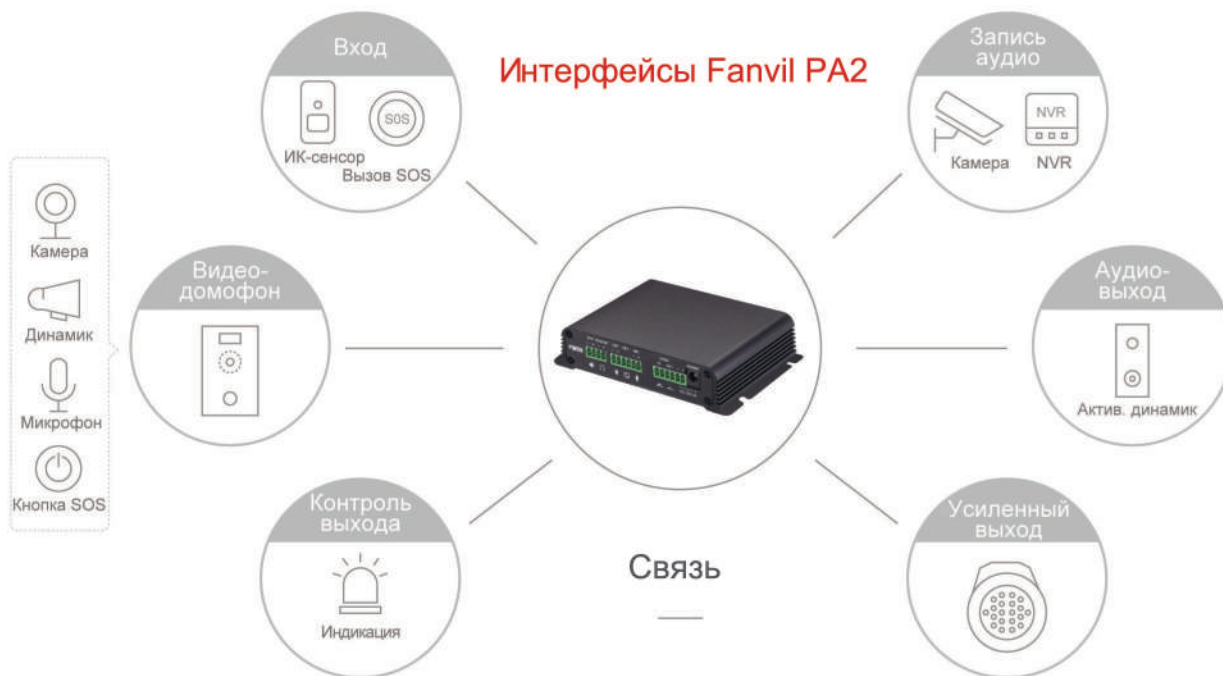 Интерфейсы Fanvil PA2
Вход
SOS
ИК-сенсор
Вызов SOS
Запись
аудио
NVR
Камера
NVR
Камера
Динамик
Микрофон
Кнопка SOS
Видео-
домофон
Аудио-
выход
Актив. динамик
Контроль
выхода
Индикация
Связь
Усиленный
выход